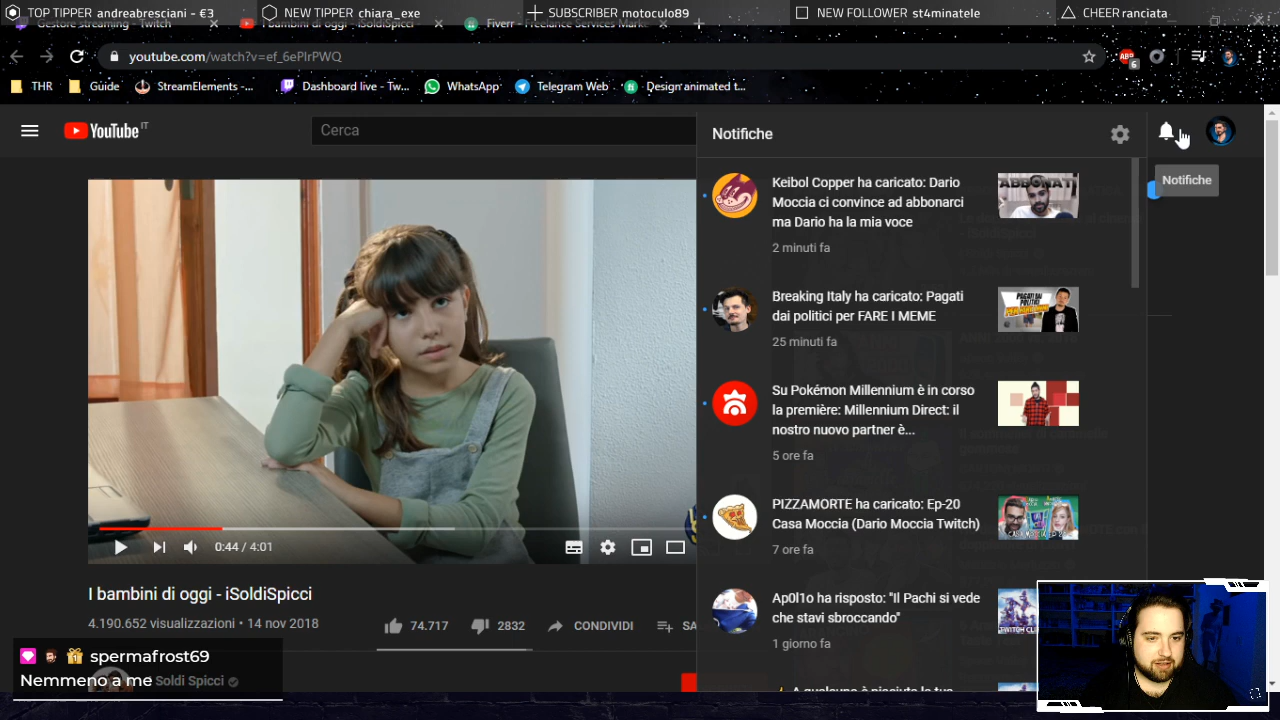 TOP TIPPER andreabresciani - €3
NEW TIPPER chiara_exe
SUBSCRIBER motoculo89
NEW FOLLOWER st4minatele
CHEER ranciata
youtube.com/watch?v=ef_6ePIrPWQ
THR
Guide
StreamElements -...
Dashboard live - Tw...
WhatsApp
Telegram Web
Design animated t...
YouTube IT
Cerca
Notifiche
Notifiche
Keibol Copper ha caricato: Dario
Moccia ci convince ad abbonarci
ma Dario ha la mia voce
2 minuti fa
Breaking Italy ha caricato: Pagati
dai politici per FARE I MEME
25 minuti fa
Su Pokémon Millennium è in corso
la première: Millennium Direct: il
nostro nuovo partner è...
5 ore fa
PIZZAMORTE ha caricato: Ep-20
Casa Moccia (Dario Moccia Twitch)
7 ore fa
Ap0l1o ha risposto: "Il Pachi si vede
che stavi sbroccando"
1 giorno fa
0:44 / 4:01
I bambini di oggi - iSoldiSpicci
4.190.652 visualizzazioni • 14 nov 2018
4.717
2832
CONDIVIDI
SA
spermafrost69
Nemmeno a me
Soldi Spicci